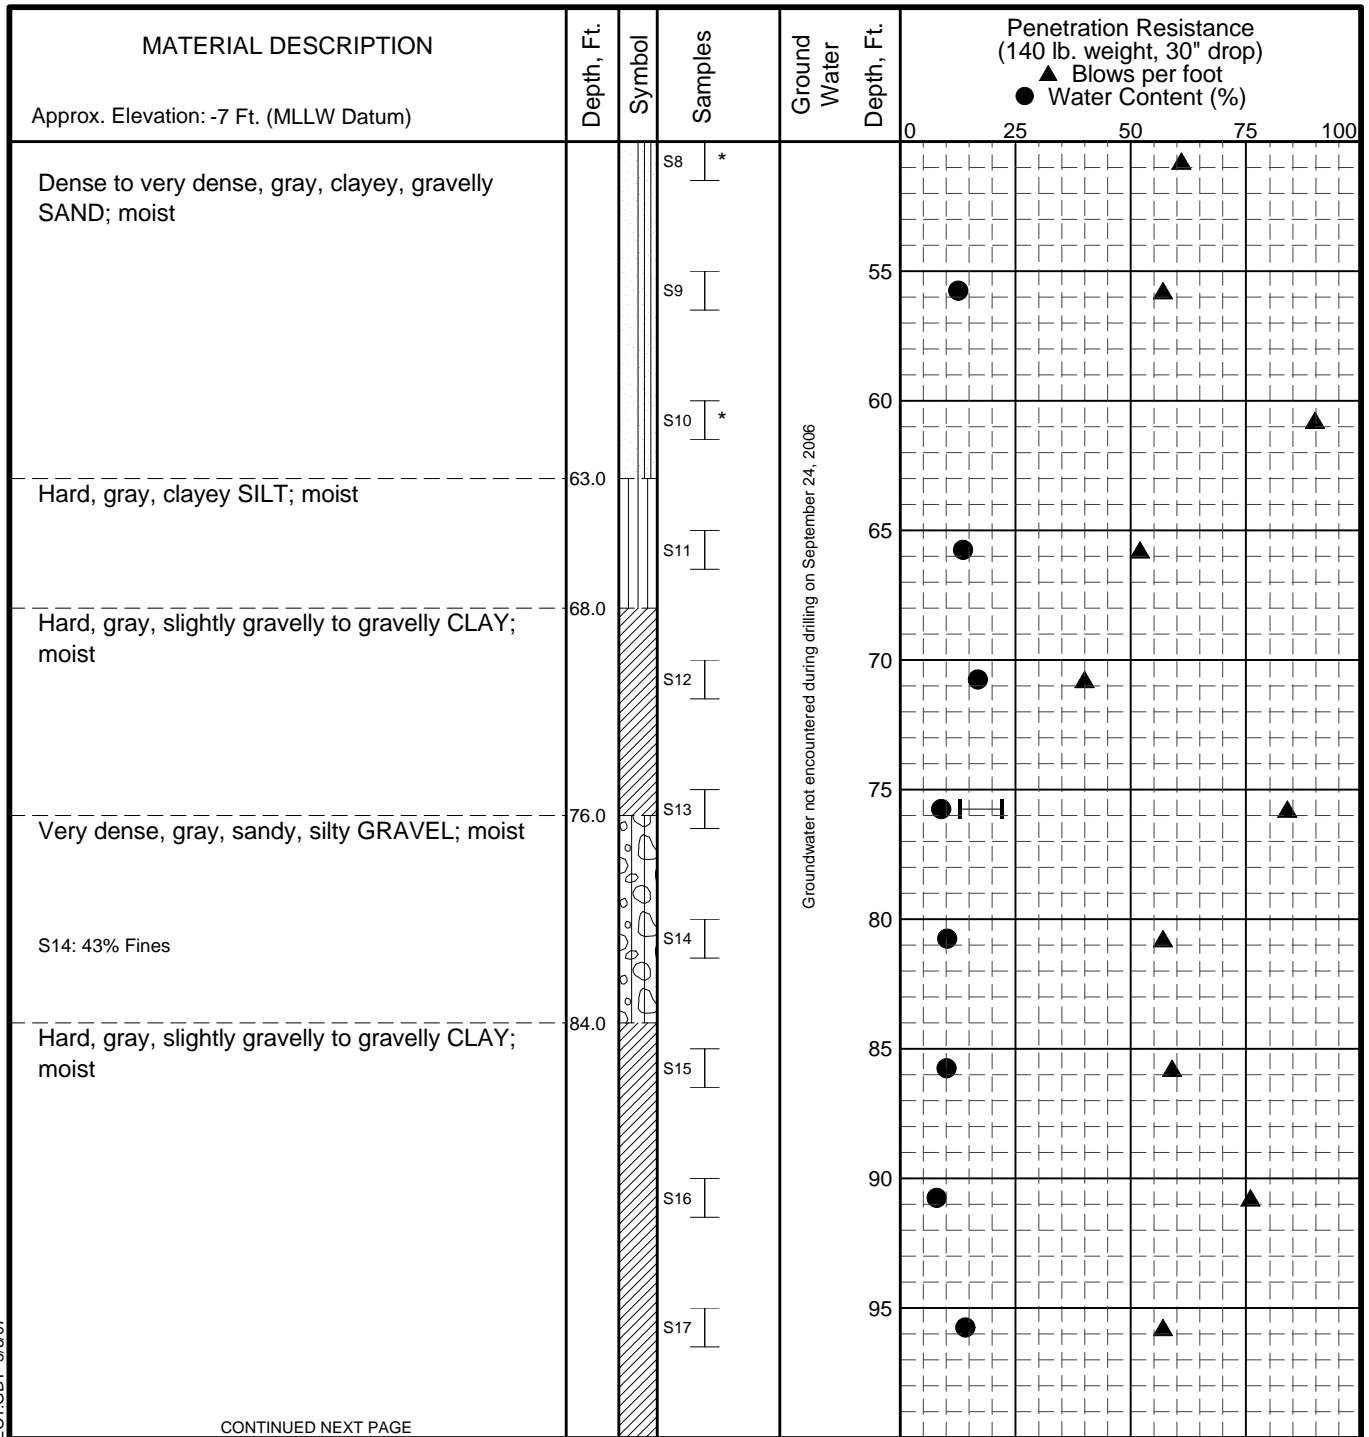 MATERIAL DESCRIPTION
Approx. Elevation: -7 Ft. (MLLW Datum)
Depth, Ft.
Symbol
Samples
Ground
Water
Depth, Ft.
Penetration Resistance
(140 lb. weight, 30" drop)
▲ Blows per foot
● Water Content (%)
0 25 50 75 100
Dense to very dense, gray, clayey, gravelly
SAND; moist
S8 *
55
S9
60
S10 *
63.0
Hard, gray, clayey SILT; moist
65
S11
68.0
Hard, gray, slightly gravelly to gravelly CLAY;
moist
70
S12
75
S13
76.0
Very dense, gray, sandy, silty GRAVEL; moist
80
S14
S14: 43% Fines
84.0
Hard, gray, slightly gravelly to gravelly CLAY;
moist
85
S15
90
S16
95
S17
Groundwater not encountered during drilling on September 24, 2006
CONTINUED NEXT PAGE